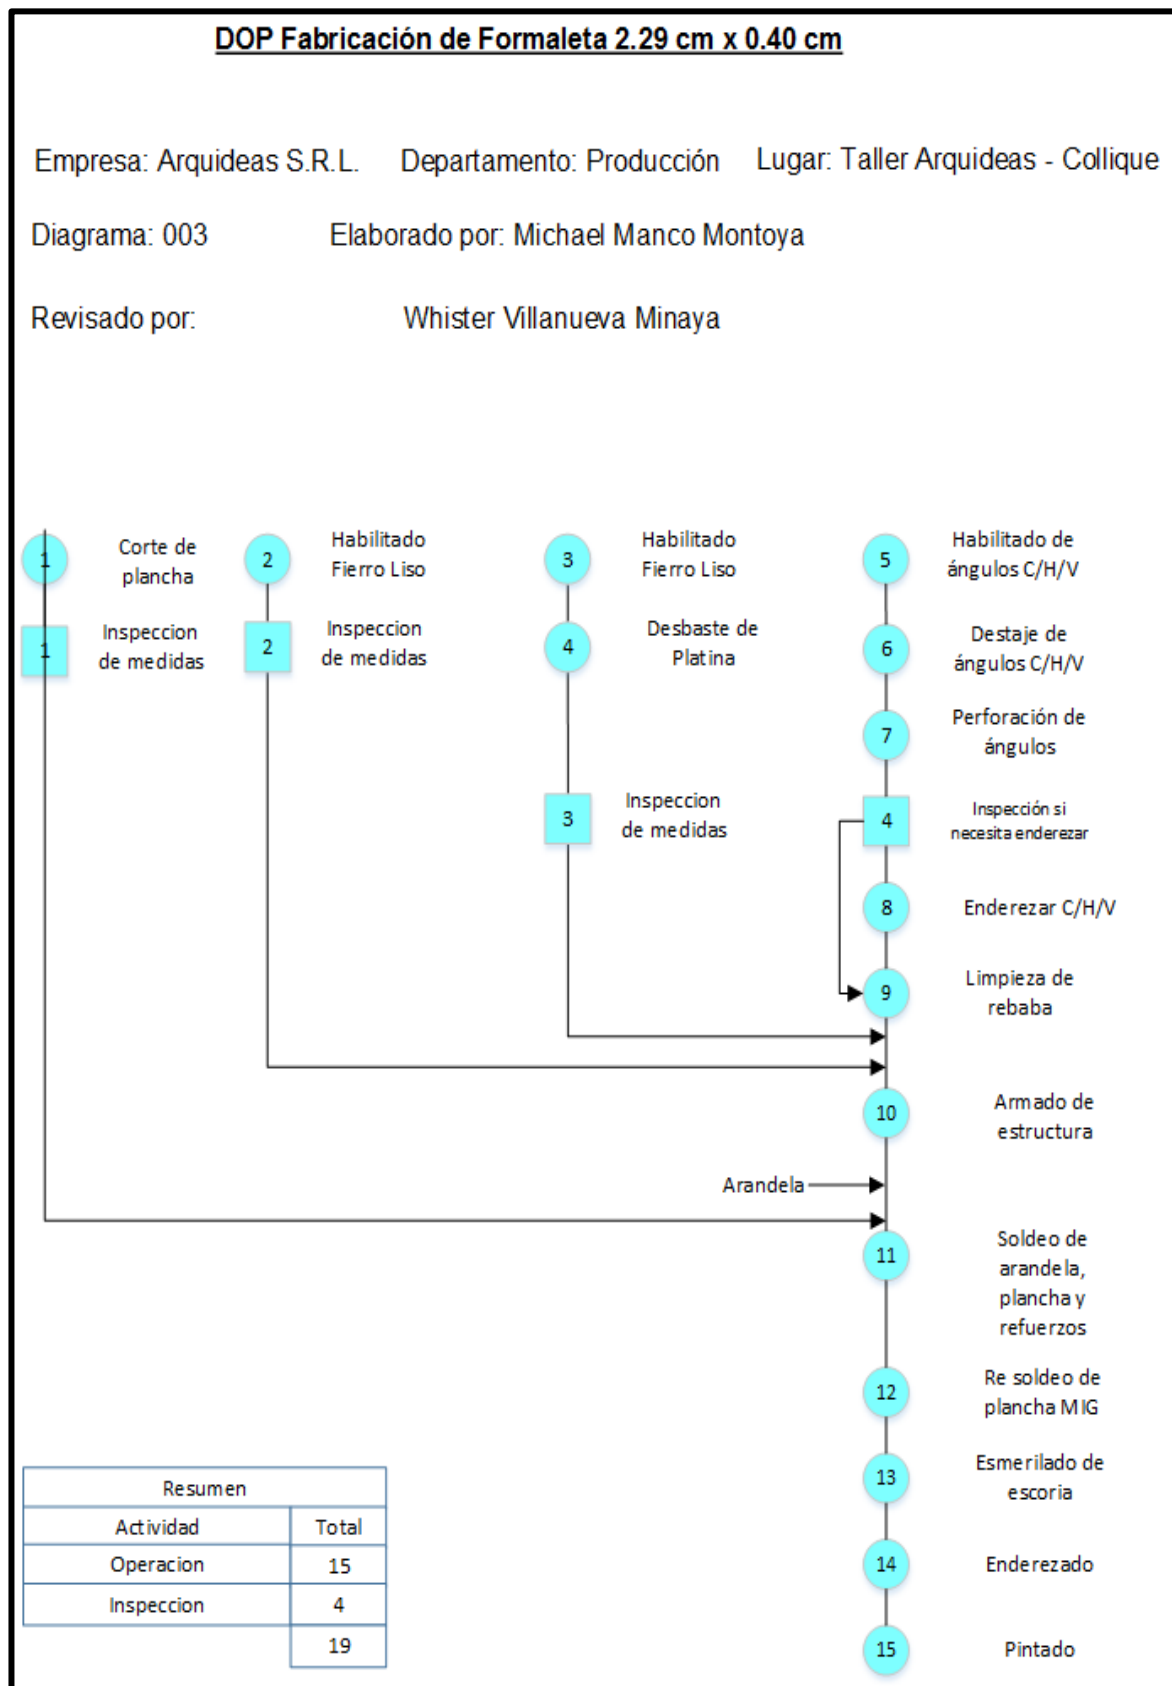 DOP Fabricación de Formaleta 2.29 cm x 0.40 cm
Empresa: Arquideas S.R.L. Departamento: Producción Lugar: Taller Arquideas - Collique
Diagrama: 003 Elaborado por: Michael Manco Montoya
Revisado por: Whister Villanueva Minaya
1
Corte de
plancha
2
Habilitado
Fierro Liso
3
Habilitado
Fierro Liso
5
Habilitado de
ángulos C/H/V
1
Inspeccion
de medidas
2
Inspeccion
de medidas
4
Desbaste de
Platina
6
Destaje de
ángulos C/H/V
7
Perforación de
ángulos
3
Inspeccion
de medidas
4
Inspección si
necesita enderezar
8
Enderezar C/H/V
9
Limpieza de
rebaba
10
Armado de
estructura
Arandela
11
Soldeo de
arandela,
plancha y
refuerzos
12
Re soldeo de
plancha MIG
13
Esmerilado de
escoria
14
Enderezado
15
Pintado
Resumen
Actividad Total
Operacion 15
Inspeccion 4
19